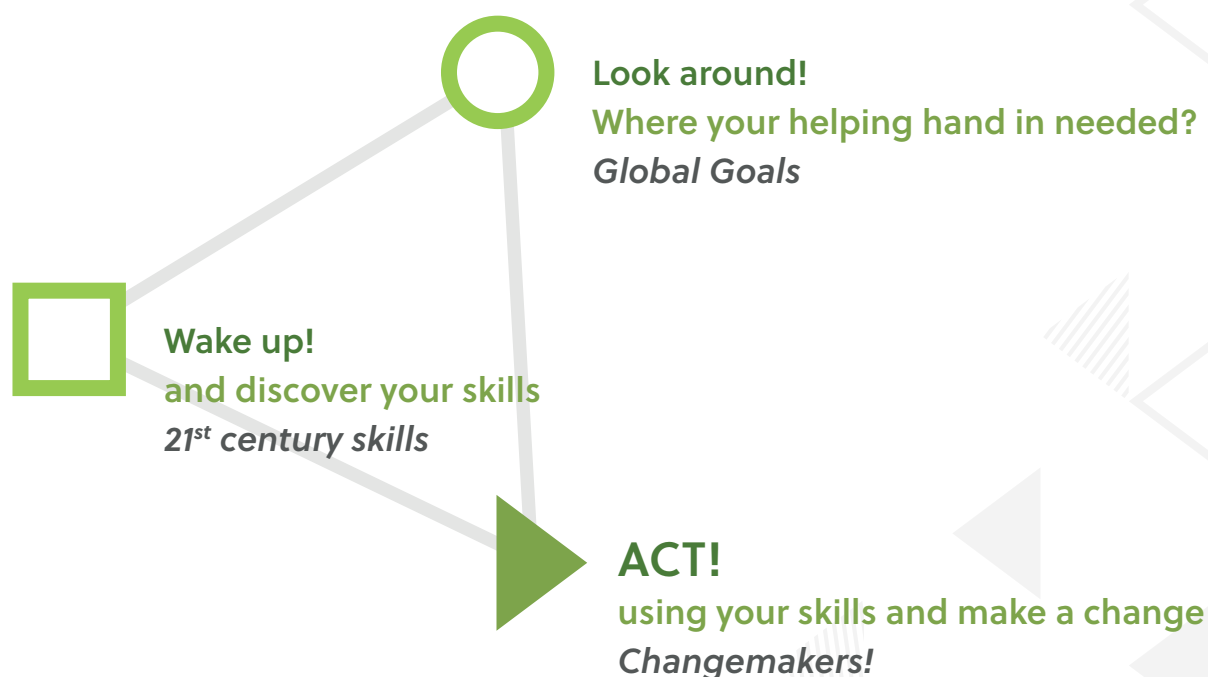 Look around!
Where your helping hand in needed?
Global Goals
Wake up!
and discover your skills
21st century skills
ACT!
using your skills and make a change
Changemakers!